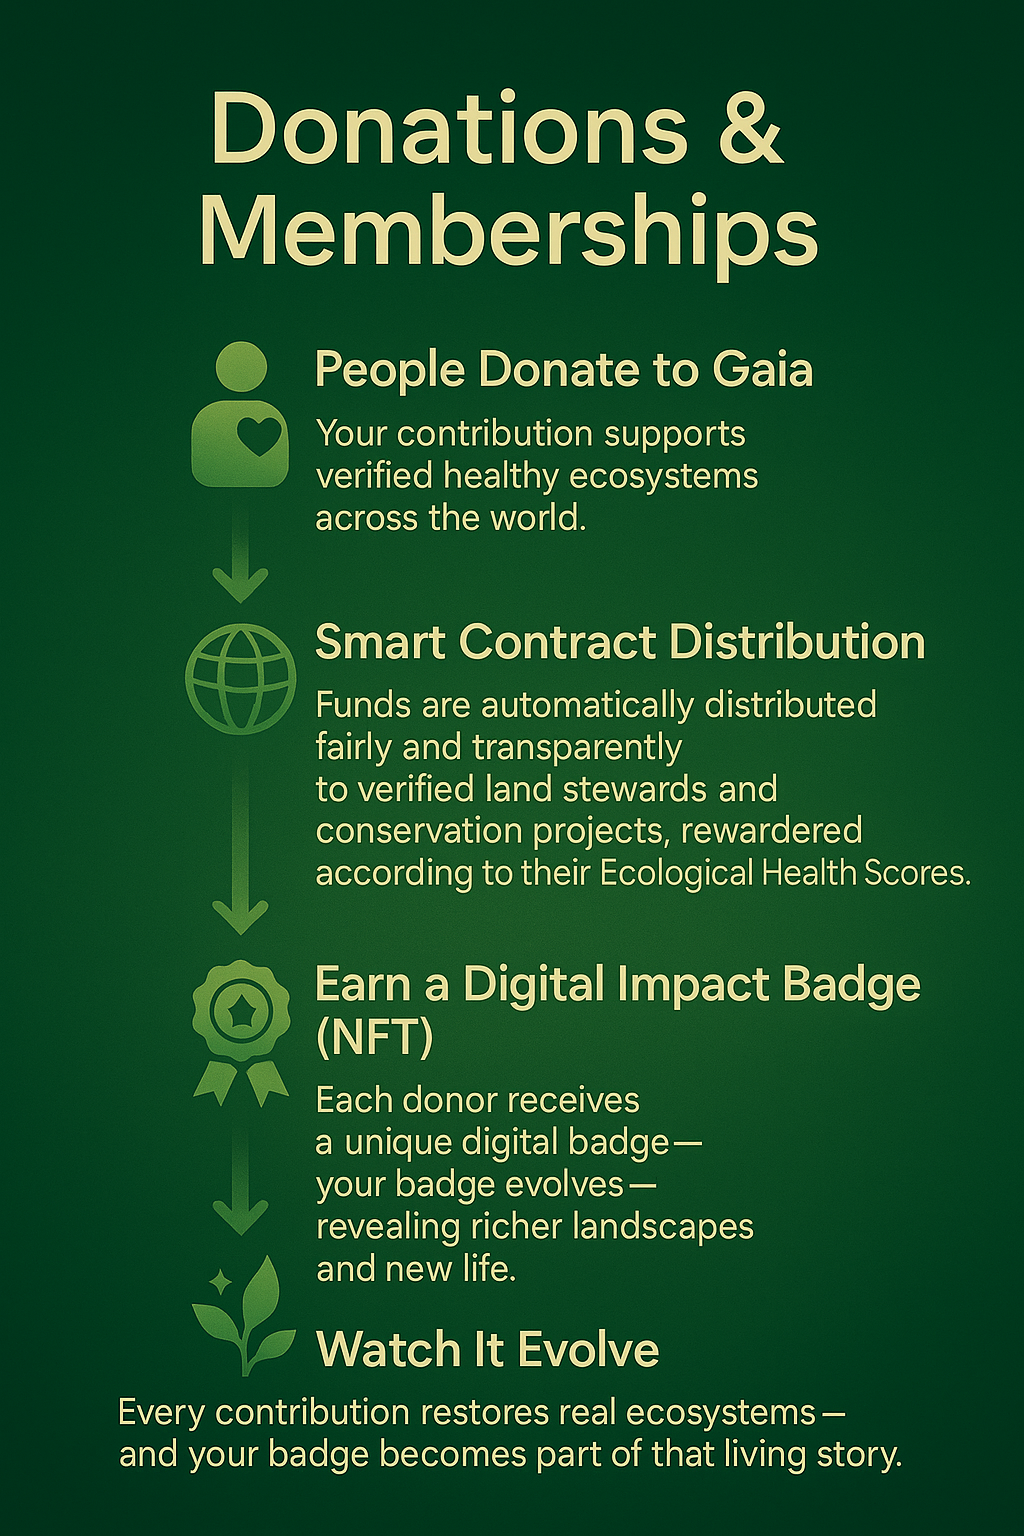 Donations &
Memberships
People Donate to Gaia
Your contribution supports
verified healthy ecosystems
across the world.
Smart Contract Distribution
Funds are automatically distributed
fairly and transparently
to verified land stewards and
conservation projects, rewardered
according to their Ecological Health Scores.
Earn a Digital Impact Badge
(NFT)
Each donor receives
a unique digital badge—
your badge evolves—
revealing richer landscapes
and new life.
Watch It Evolve
Every contribution restores real ecosystems—
and your badge becomes part of that living story.